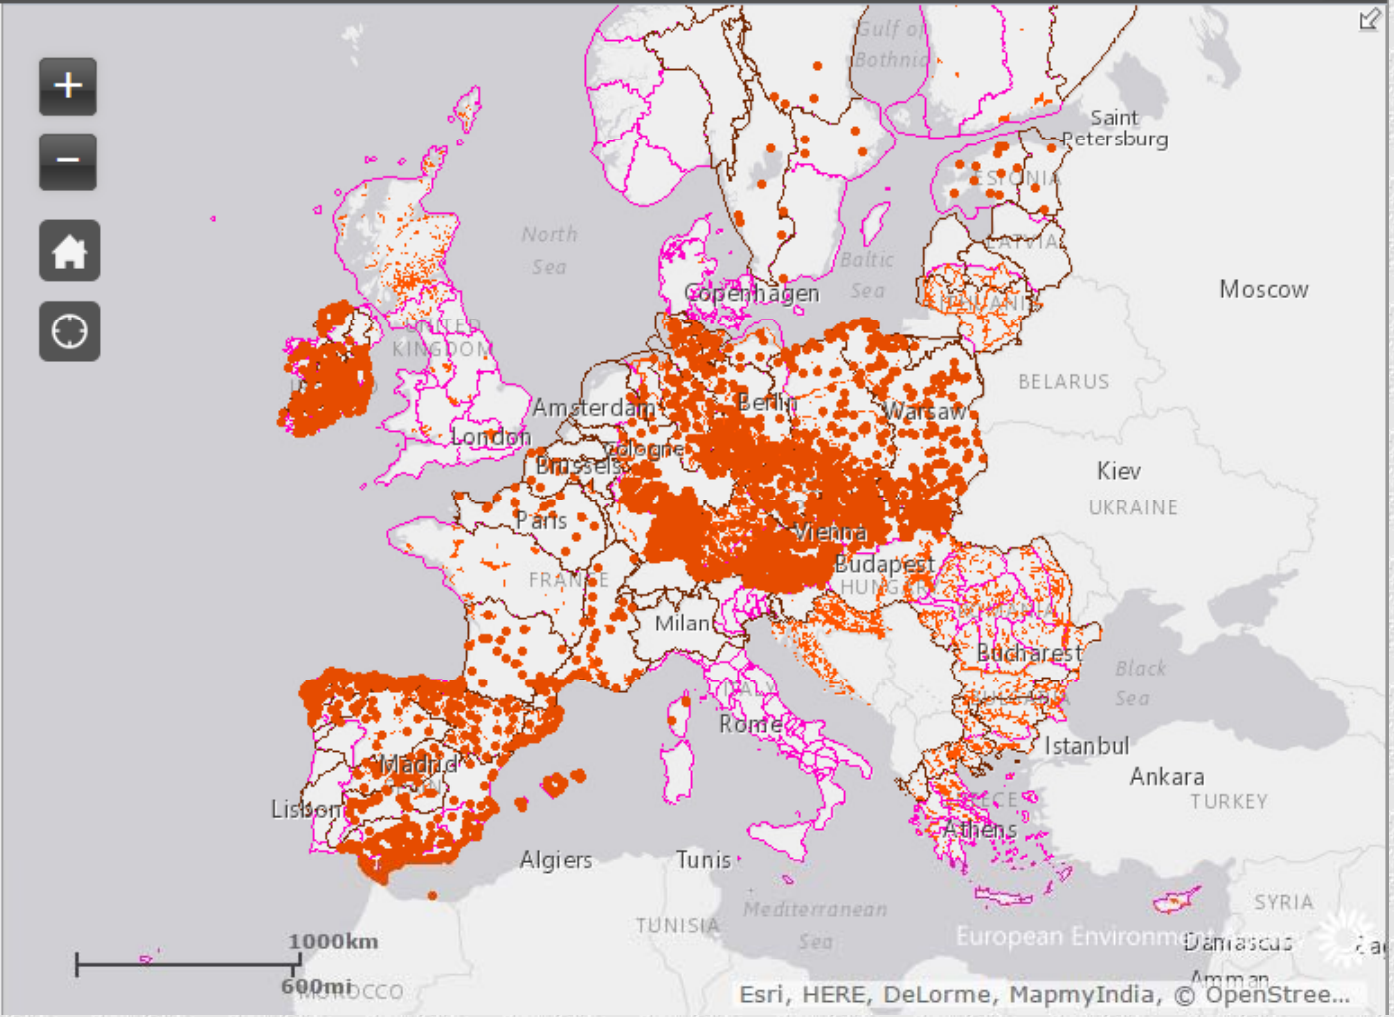 +
−
Gulf of
Bothnia
Saint
Petersburg
ESTONIA
LATVIA
North
Sea
Baltic
Sea
Moscow
Copenhagen
UNITED
KINGDOM
BELARUS
Amsterdam
Berlin
Warsaw
London
Cologne
Brussels
Kiev
UKRAINE
Paris
Vienna
Budapest
HUNGARY
FRANCE
ROMANIA
Milan
Bucharest
Black
Sea
ITALY
Rome
Istanbul
Madrid
Ankara
TURKEY
Lisbon
Athens
Algiers
Tunis
Mediterranean
Sea
TUNISIA
SYRIA
European Environment Agency
Damascus
Amman
1000km
600mi
MOROCCO
Esri, HERE, DeLorme, MapmyIndia, © OpenStree...